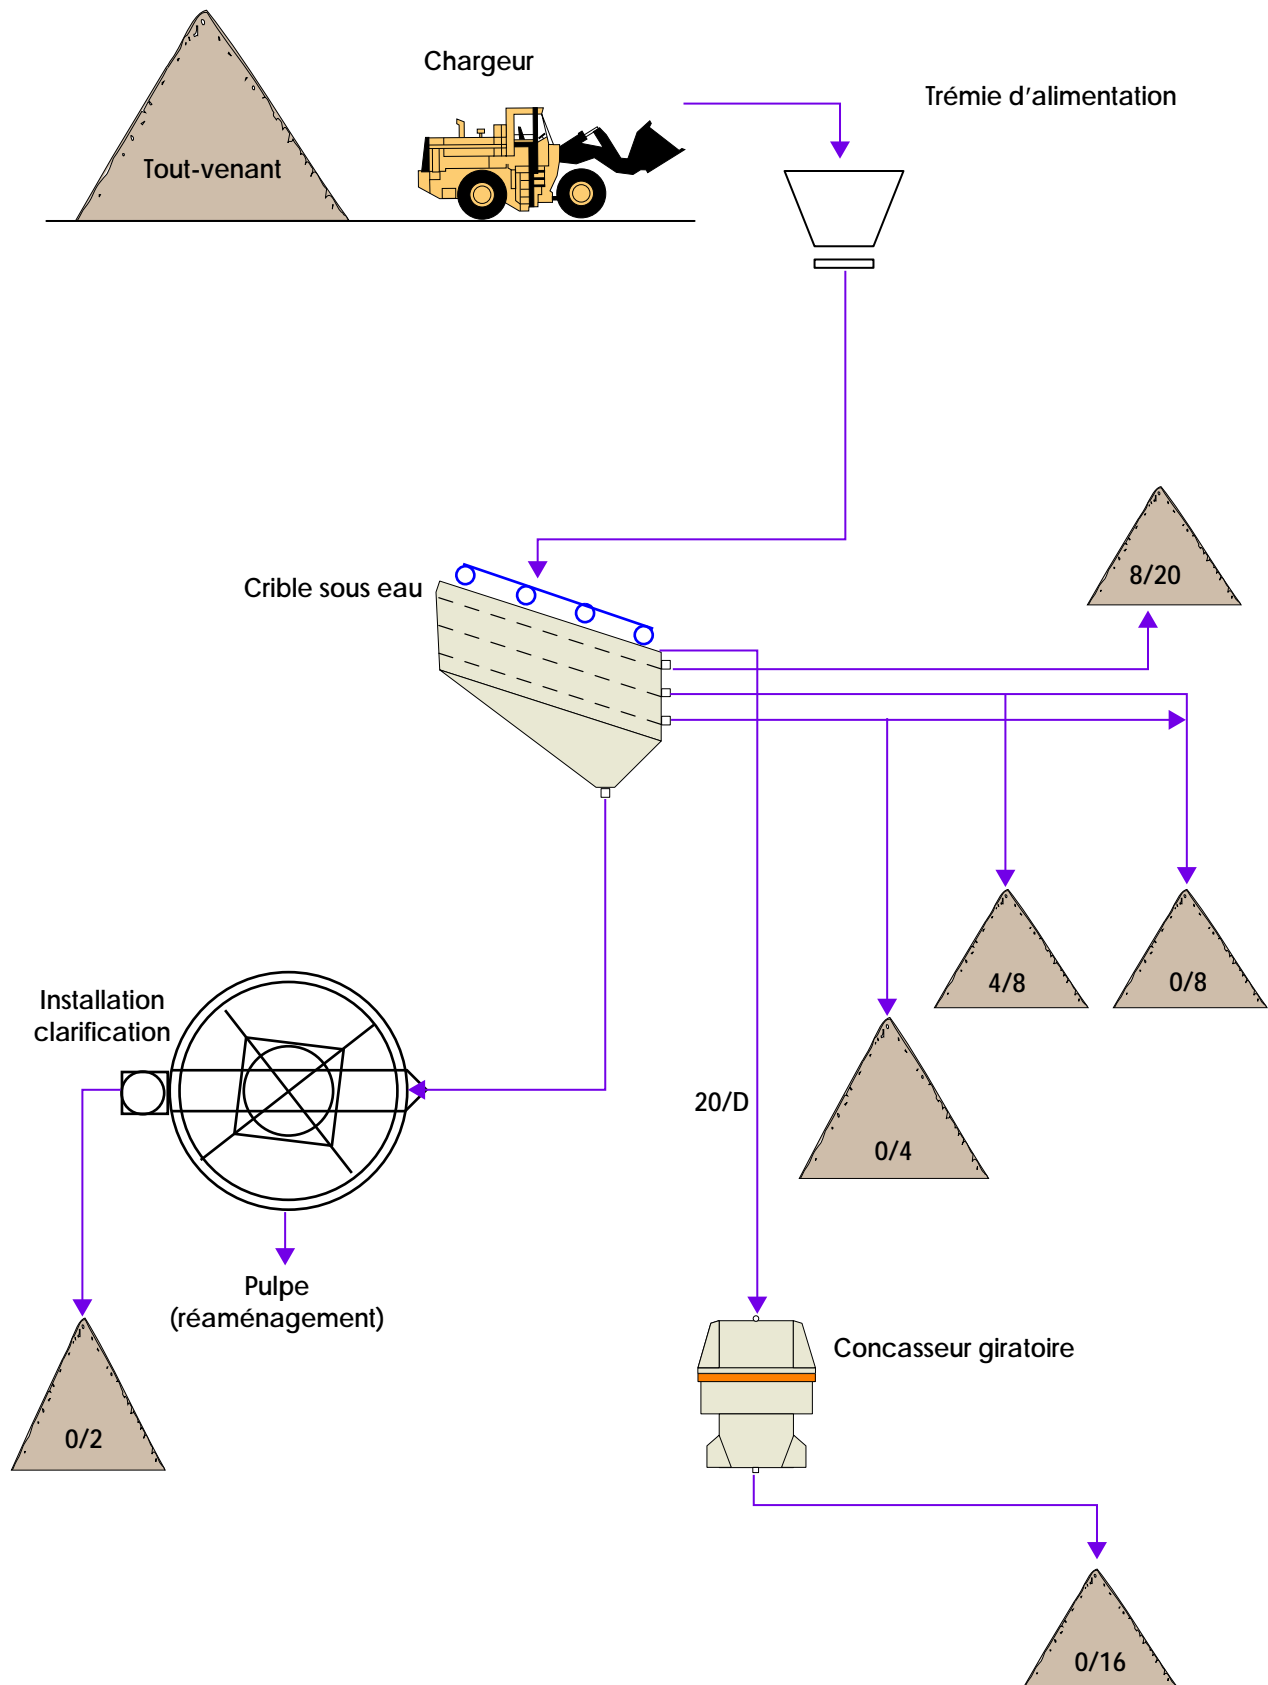 Chargeur
Trémie d'alimentation
Tout-venant
8/20
Crible sous eau
4/8
0/8
Installation
clarification
20/D
0/4
Pulpe
(réaménagement)
Concasseur giratoire
0/2
0/16